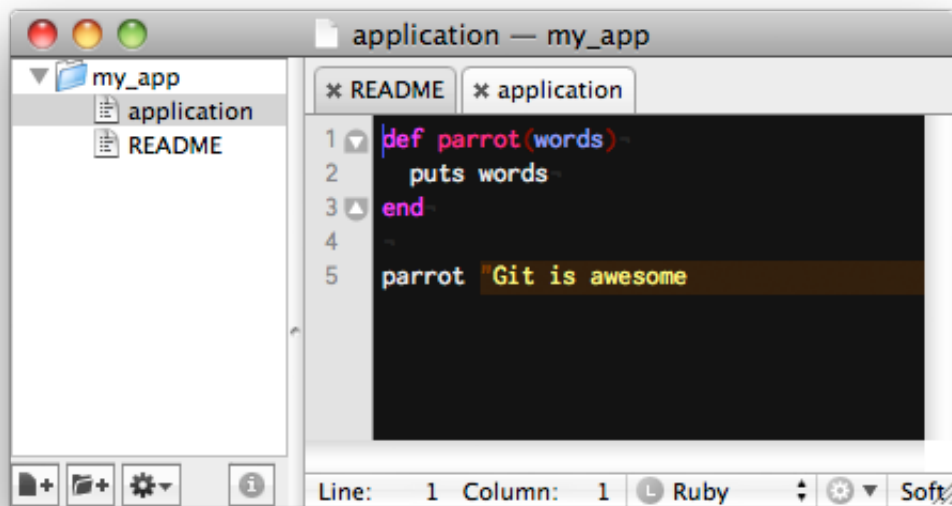 application — my_app
my_app
application
README
README
application
1 def parrot(words)
2 puts words
3 end
4
5 parrot "Git is awesome
Line: 1 Column: 1 L Ruby Soft